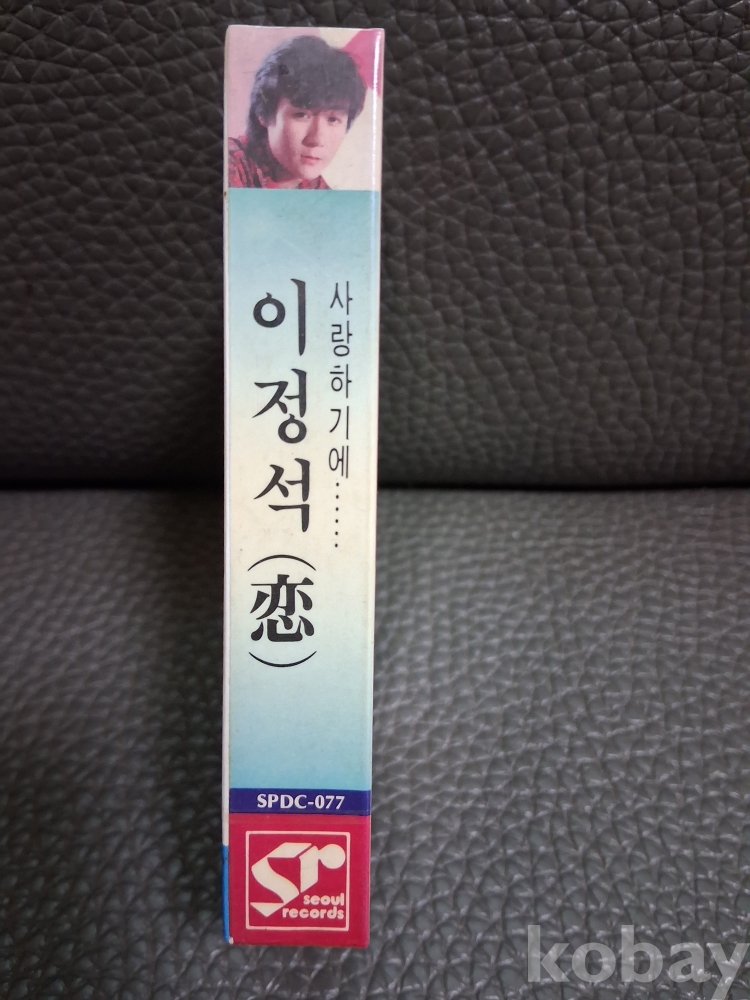 사랑하기에......
이정석 (恋)
SPDC-077
sr
seoul
records
kobay